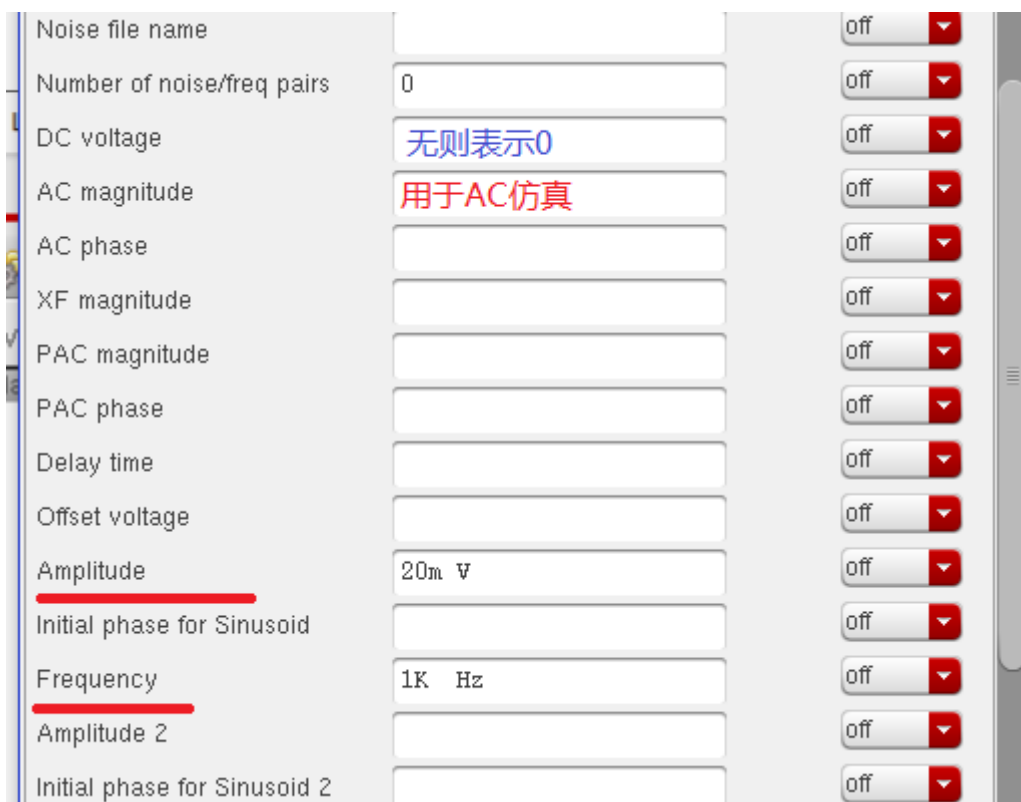 Noise file name off
Number of noise/freq pairs 0 off
DC voltage 无则表示0 off
AC magnitude 用于AC仿真 off
AC phase off
XF magnitude off
PAC magnitude off
PAC phase off
Delay time off
Offset voltage off
Amplitude 20m V off
Initial phase for Sinusoid off
Frequency 1K Hz off
Amplitude 2 off
Initial phase for Sinusoid 2 off